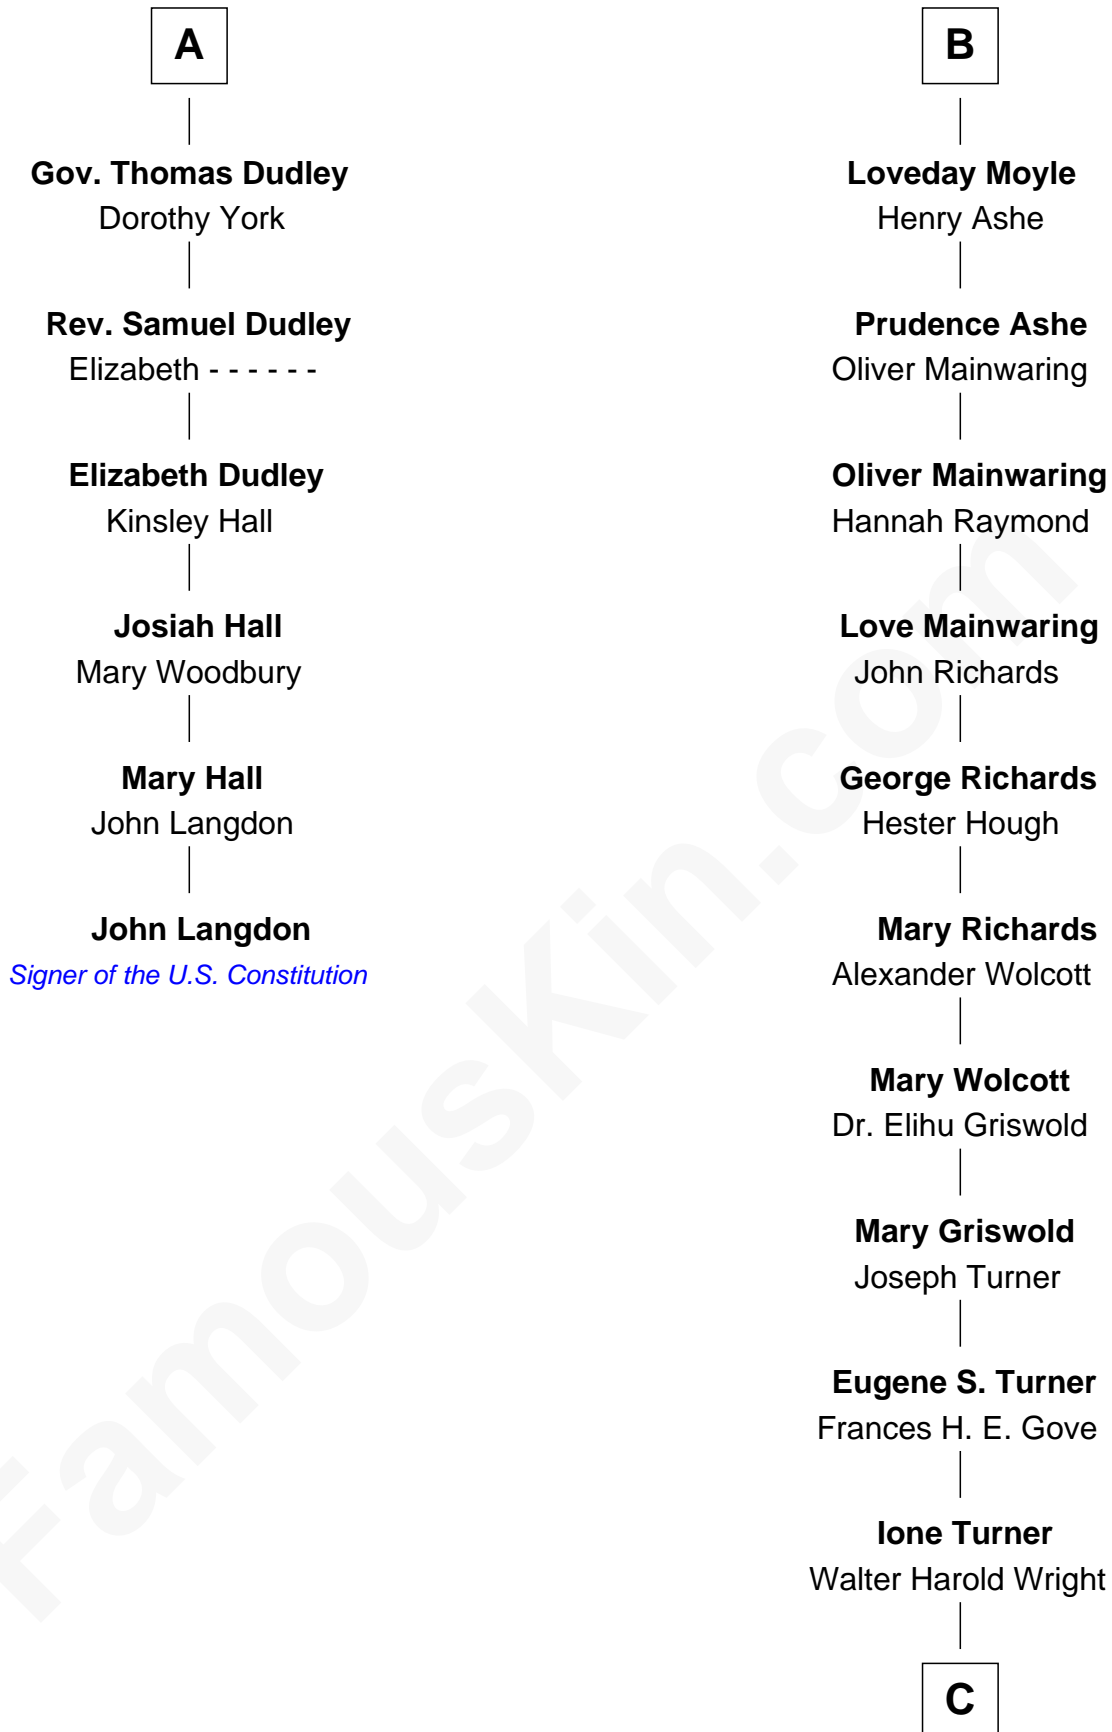 A
Gov. Thomas Dudley
Dorothy York
Rev. Samuel Dudley
Elizabeth - - - - - -
Elizabeth Dudley
Kinsley Hall
Josiah Hall
Mary Woodbury
Mary Hall
John Langdon
John Langdon
Signer of the U.S. Constitution
B
Loveday Moyle
Henry Ashe
Prudence Ashe
Oliver Mainwaring
Oliver Mainwaring
Hannah Raymond
Love Mainwaring
John Richards
George Richards
Hester Hough
Mary Richards
Alexander Wolcott
Mary Wolcott
Dr. Elihu Griswold
Mary Griswold
Joseph Turner
Eugene S. Turner
Frances H. E. Gove
Ione Turner
Walter Harold Wright
C
FamousKin.com